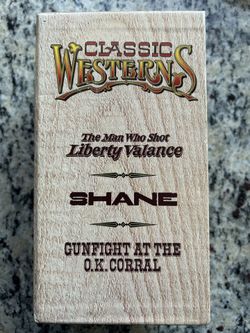 CLASSIC
WESTERNS
The Man Who Shot
Liberty Valance
SHANE
GUNFIGHT AT THE
O.K. CORRAL